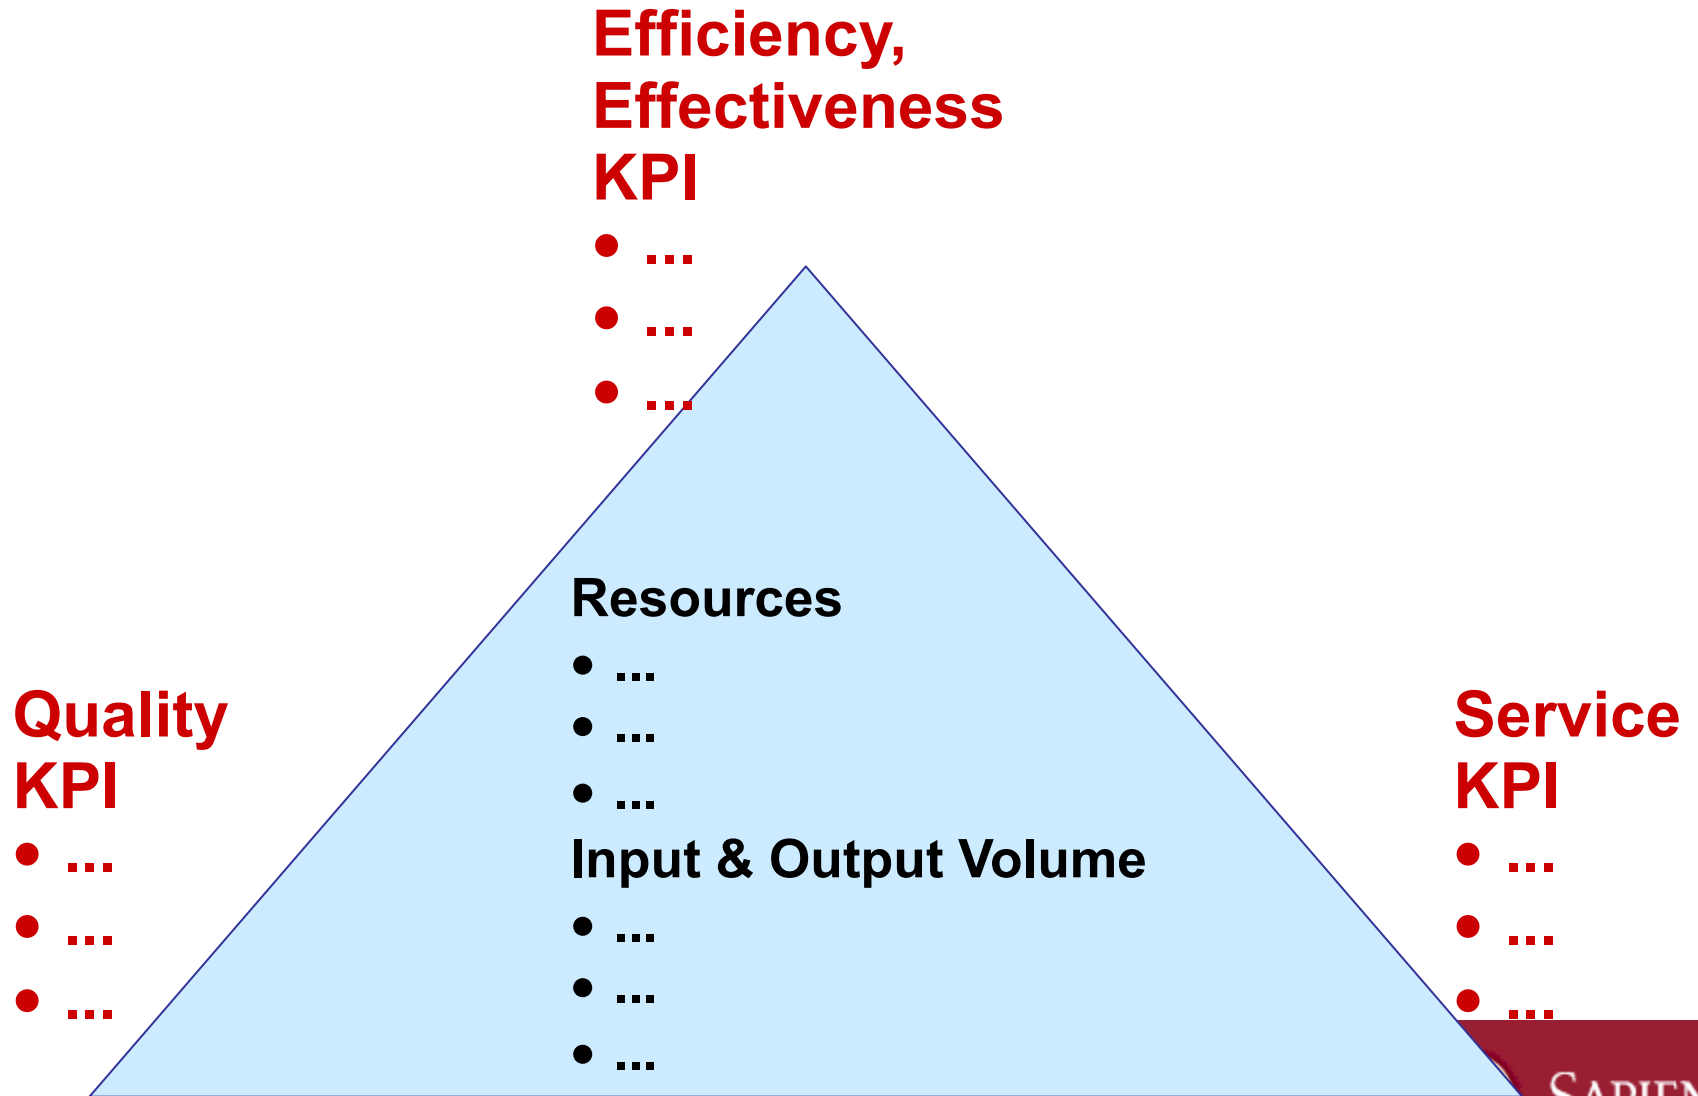 Efficiency,
Effectiveness
KPI
• ...
• ...
• ...
Resources
• ...
• ...
• ...
Input & Output Volume
• ...
• ...
• ...
Quality
KPI
• ...
• ...
• ...
Service
KPI
• ...
• ...
• ...